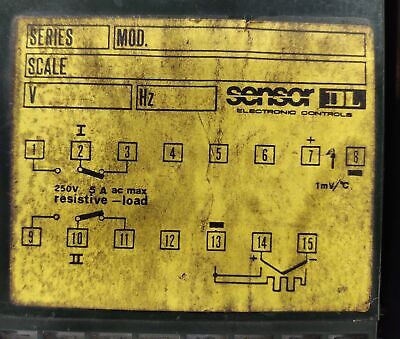 SERIES MOD.
SCALE
V Hz sensor
ELECTRONIC CONTROLS
I
1 2 3 4 5 6 + 7 8
250V 5 A ac max 1mV/°C
resistive - load
9 10 11 12 13 14 15
II + -